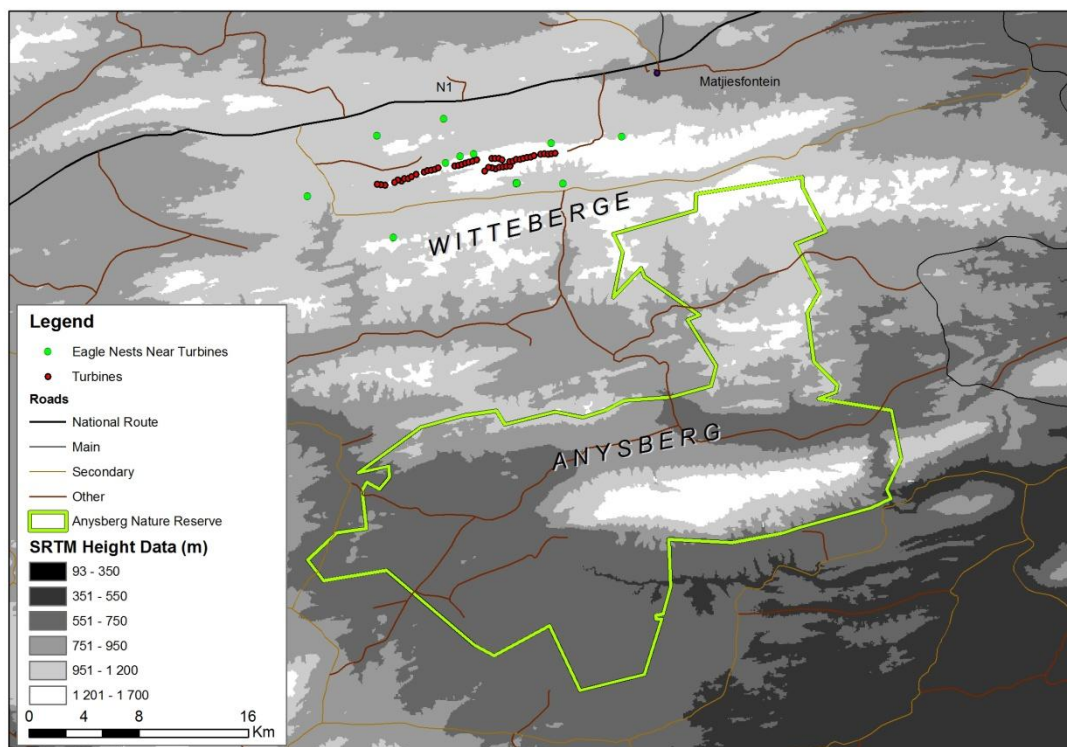 N1
Matjiesfontein
WITTEBERGE
ANYSBERG
Legend
Eagle Nests Near Turbines
Turbines
Roads
National Route
Main
Secondary
Other
Anysberg Nature Reserve
SRTM Height Data (m)
93 - 350
351 - 550
551 - 750
751 - 950
951 - 1 200
1 201 - 1 700
0 4 8 16
Km